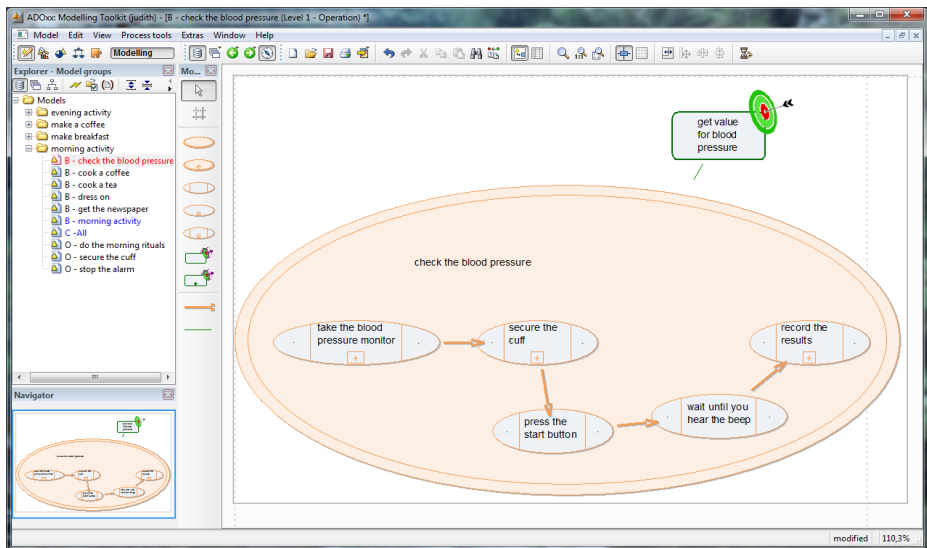 ADOxx: Modelling Toolkit (judith) - [B - check the blood pressure (Level 1 - Operation) *]
Model Edit View Process tools Extras Window Help
Modelling
Explorer - Model groups
Mo...
Models
evening activity
make a coffee
make breakfast
morning activity
B - check the blood pressure
B - cook a coffee
B - cook a tea
B - dress on
B - get the newspaper
B - morning activity
C -All
O - do the morning rituals
O - secure the cuff
O - stop the alarm
Navigator
get value
for blood
pressure
check the blood pressure
take the blood
pressure monitor
secure the
cuff
press the
start button
wait until you
hear the beep
record the
results
modified 110,3%